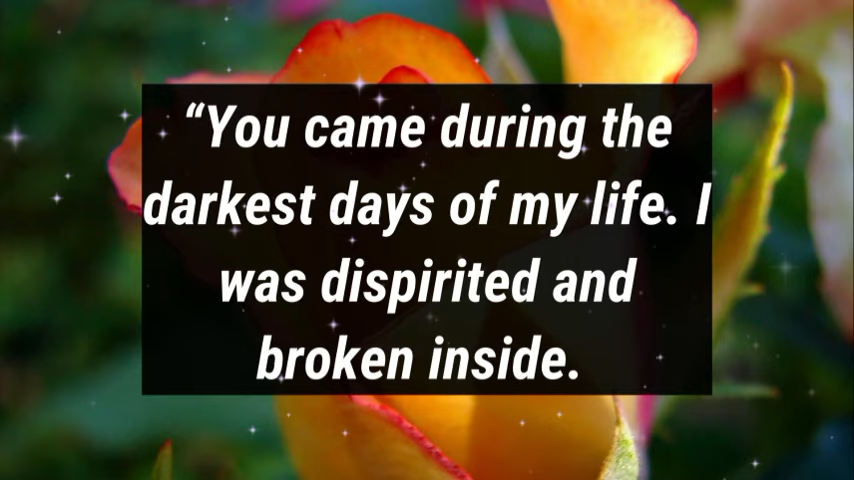 “You came during the
darkest days of my life. I
was dispirited and
broken inside.